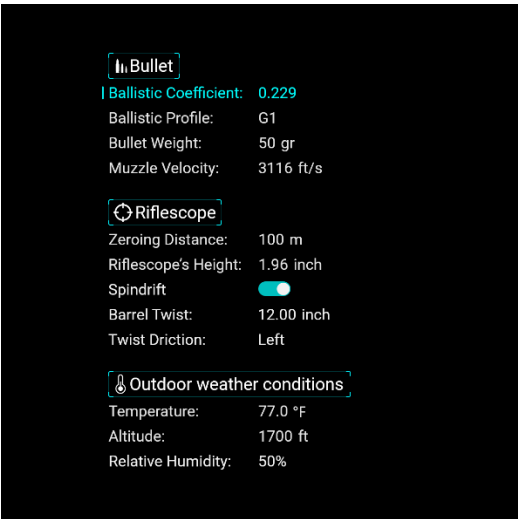 Bullet
Ballistic Coefficient: 0.229
Ballistic Profile: G1
Bullet Weight: 50 gr
Muzzle Velocity: 3116 ft/s
Riflescope
Zeroing Distance: 100 m
Riflescope's Height: 1.96 inch
Spindrift
Barrel Twist: 12.00 inch
Twist Driction: Left
Outdoor weather conditions
Temperature: 77.0 °F
Altitude: 1700 ft
Relative Humidity: 50%